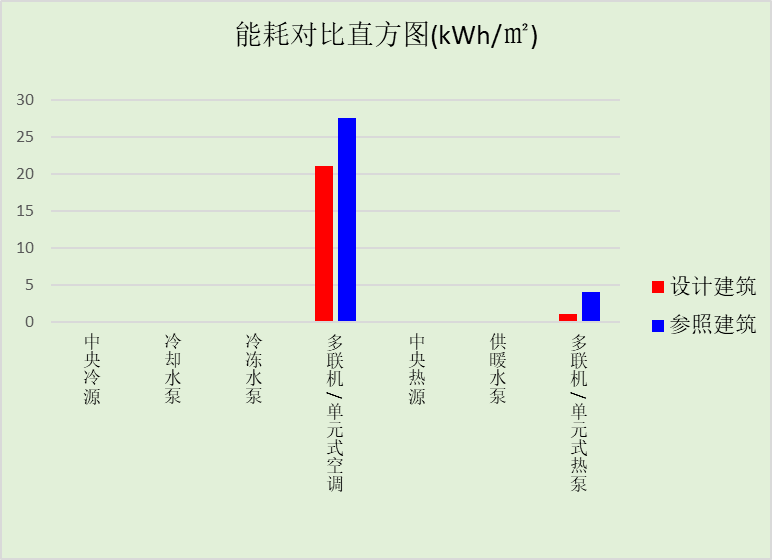 能耗对比直方图(kWh/㎡)
30
25
20
15
10
5
0
中央冷源
冷却水泵
冷冻水泵
多联机/单元式空调
中央热源
供暖水泵
多联机/单元式热泵
设计建筑
参照建筑